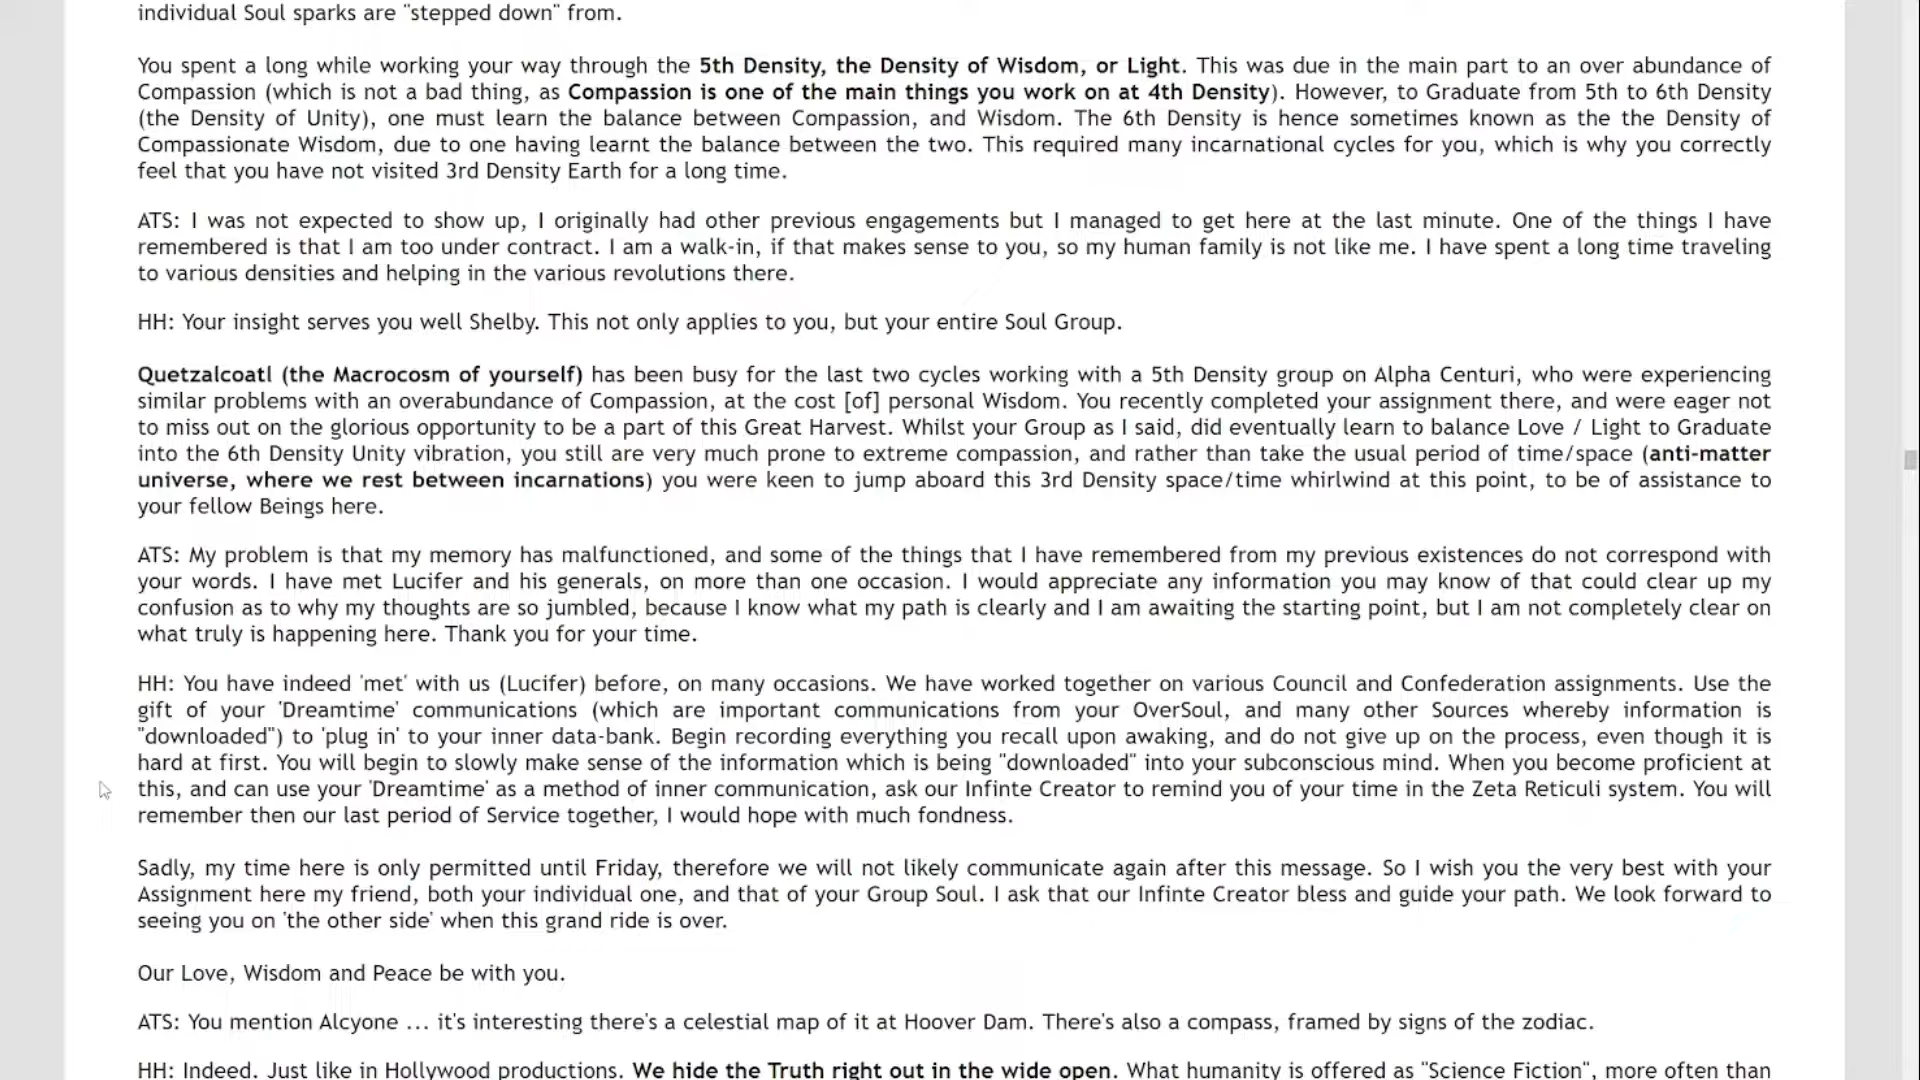 individual Soul sparks are "stepped down" from.
You spent a long while working your way through the 5th Density, the Density of Wisdom, or Light. This was due in the main part to an over abundance of
Compassion (which is not a bad thing, as Compassion is one of the main things you work on at 4th Density). However, to Graduate from 5th to 6th Density
(the Density of Unity), one must learn the balance between Compassion, and Wisdom. The 6th Density is hence sometimes known as the the Density of
Compassionate Wisdom, due to one having learnt the balance between the two. This required many incarnational cycles for you, which is why you correctly
feel that you have not visited 3rd Density Earth for a long time.
ATS: I was not expected to show up, I originally had other previous engagements but I managed to get here at the last minute. One of the things I have
remembered is that I am too under contract. I am a walk-in, if that makes sense to you, so my human family is not like me. I have spent a long time traveling
to various densities and helping in the various revolutions there.
HH: Your insight serves you well Shelby. This not only applies to you, but your entire Soul Group.
Quetzalcoatl (the Macrocosm of yourself) has been busy for the last two cycles working with a 5th Density group on Alpha Centuri, who were experiencing
similar problems with an overabundance of Compassion, at the cost [of] personal Wisdom. You recently completed your assignment there, and were eager not
to miss out on the glorious opportunity to be a part of this Great Harvest. Whilst your Group as I said, did eventually learn to balance Love / Light to Graduate
into the 6th Density Unity vibration, you still are very much prone to extreme compassion, and rather than take the usual period of time/space (anti-matter
universe, where we rest between incarnations) you were keen to jump aboard this 3rd Density space/time whirlwind at this point, to be of assistance to
your fellow Beings here.
ATS: My problem is that my memory has malfunctioned, and some of the things that I have remembered from my previous existences do not correspond with
your words. I have met Lucifer and his generals, on more than one occasion. I would appreciate any information you may know of that could clear up my
confusion as to why my thoughts are so jumbled, because I know what my path is clearly and I am awaiting the starting point, but I am not completely clear on
what truly is happening here. Thank you for your time.
HH: You have indeed 'met' with us (Lucifer) before, on many occasions. We have worked together on various Council and Confederation assignments. Use the
gift of your 'Dreamtime' communications (which are important communications from your OverSoul, and many other Sources whereby information is
"downloaded") to 'plug in' to your inner data-bank. Begin recording everything you recall upon awaking, and do not give up on the process, even though it is
hard at first. You will begin to slowly make sense of the information which is being "downloaded" into your subconscious mind. When you become proficient at
this, and can use your 'Dreamtime' as a method of inner communication, ask our Infinte Creator to remind you of your time in the Zeta Reticuli system. You will
remember then our last period of Service together, I would hope with much fondness.
Sadly, my time here is only permitted until Friday, therefore we will not likely communicate again after this message. So I wish you the very best with your
Assignment here my friend, both your individual one, and that of your Group Soul. I ask that our Infinte Creator bless and guide your path. We look forward to
seeing you on 'the other side' when this grand ride is over.
Our Love, Wisdom and Peace be with you.
ATS: You mention Alcyone ... it's interesting there's a celestial map of it at Hoover Dam. There's also a compass, framed by signs of the zodiac.
HH: Indeed. Just like in Hollywood productions. We hide the Truth right out in the wide open. What humanity is offered as "Science Fiction", more often than